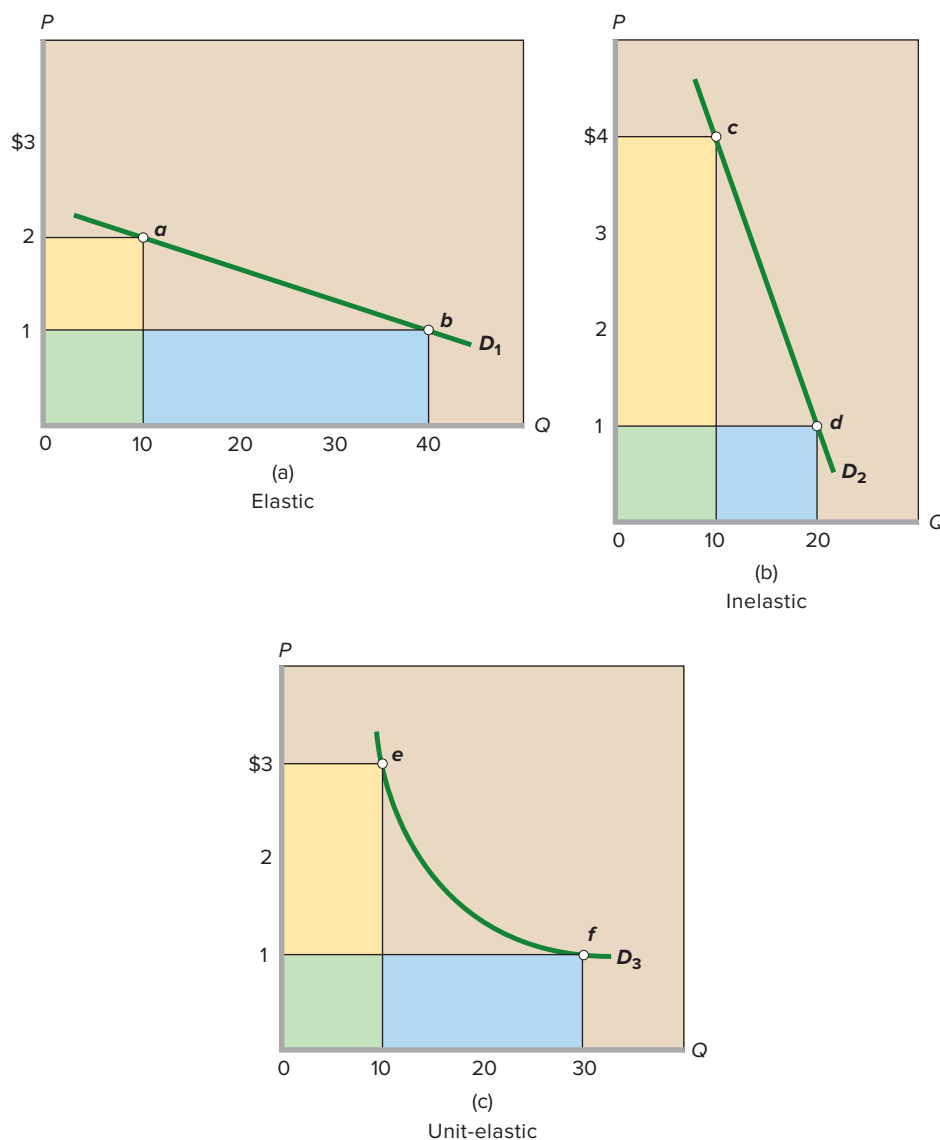 P
$3
2
1
a
b
D1
0 10 20 30 40
Q
(a)
Elastic
P
$4
3
2
1
c
d
D2
0 10 20
Q
(b)
Inelastic
P
$3
2
1
e
f
D3
0 10 20 30
Q
(c)
Unit-elastic